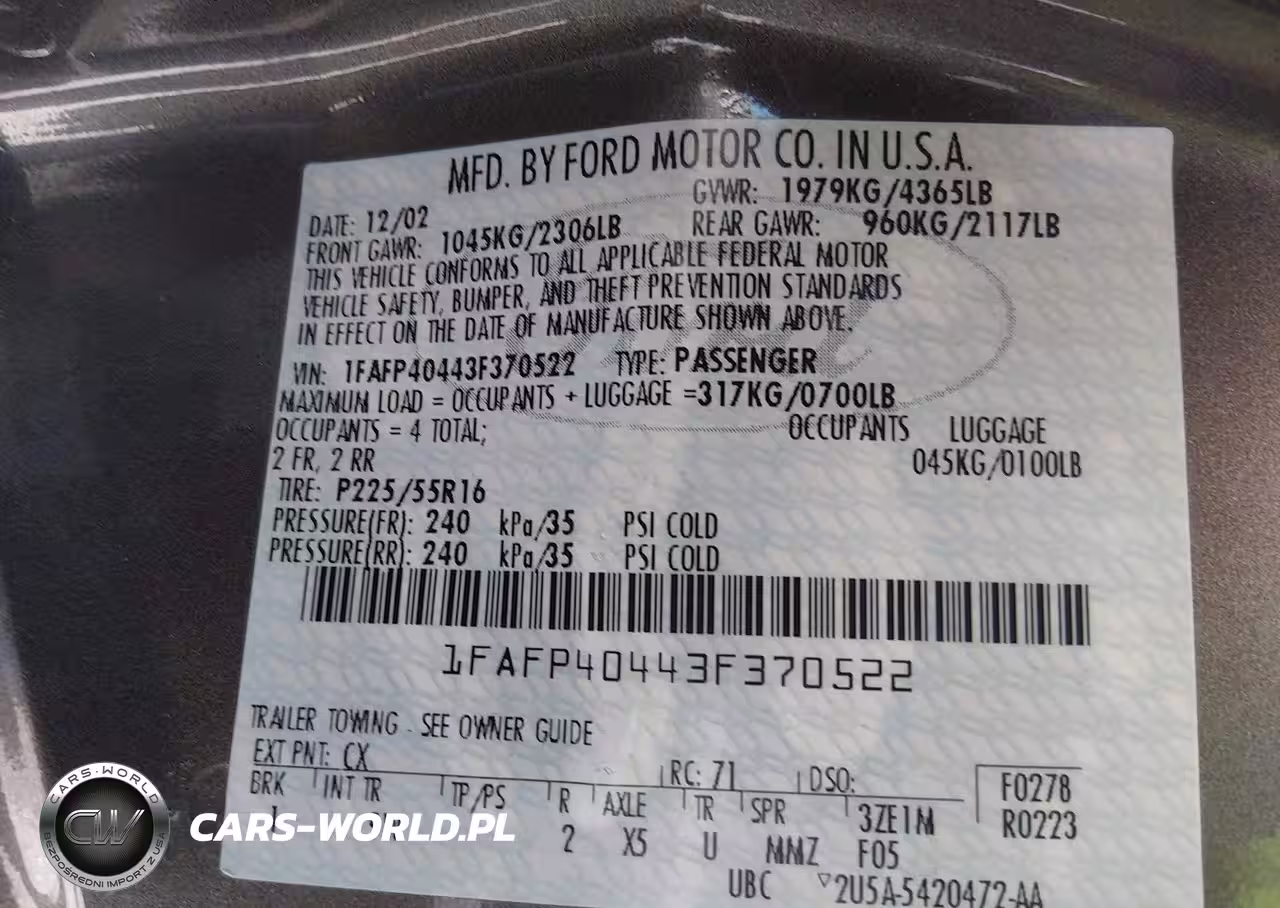 MFD. BY FORD MOTOR CO. IN U.S.A.
DATE: 12/02 GVWR: 1979KG/4365LB
FRONT GAWR: 1045KG/2306LB REAR GAWR: 960KG/2117LB
THIS VEHICLE CONFORMS TO ALL APPLICABLE FEDERAL MOTOR
VEHICLE SAFETY, BUMPER, AND THEFT PREVENTION STANDARDS
IN EFFECT ON THE DATE OF MANUFACTURE SHOWN ABOVE.
VIN: 1FAFP40443F370522 TYPE: PASSENGER
MAXIMUM LOAD = OCCUPANTS + LUGGAGE =317KG/0700LB
OCCUPANTS = 4 TOTAL; OCCUPANTS LUGGAGE
2 FR, 2 RR 045KG/0100LB
TIRE: P225/55R16
PRESSURE(FR): 240 kPa/35 PSI COLD
PRESSURE(RR): 240 kPa/35 PSI COLD
1FAFP40443F370522
TRAILER TOWING - SEE OWNER GUIDE
EXT PNT: CX RC: 71 DSO: F0278
BRK INT TR TP/PS R AXLE TR SPR 3ZE1M R0223
2 X5 U MMZ F05
UBC 2U5A-5420472-AA
CARS-WORLD
CW
BEZPOŚREDNI IMPORT Z USA
CARS-WORLD.PL